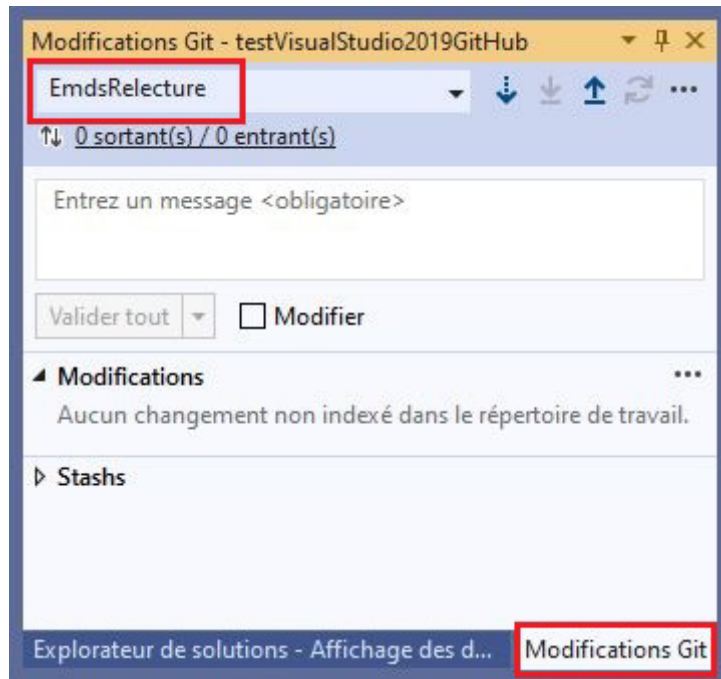 Modifications Git - testVisualStudio2019GitHub
EmdsRelecture
0 sortant(s) / 0 entrant(s)
Entrez un message <obligatoire>
Valider tout Modifier
Modifications
Aucun changement non indexé dans le répertoire de travail.
Stashs
Explorateur de solutions - Affichage des d... Modifications Git